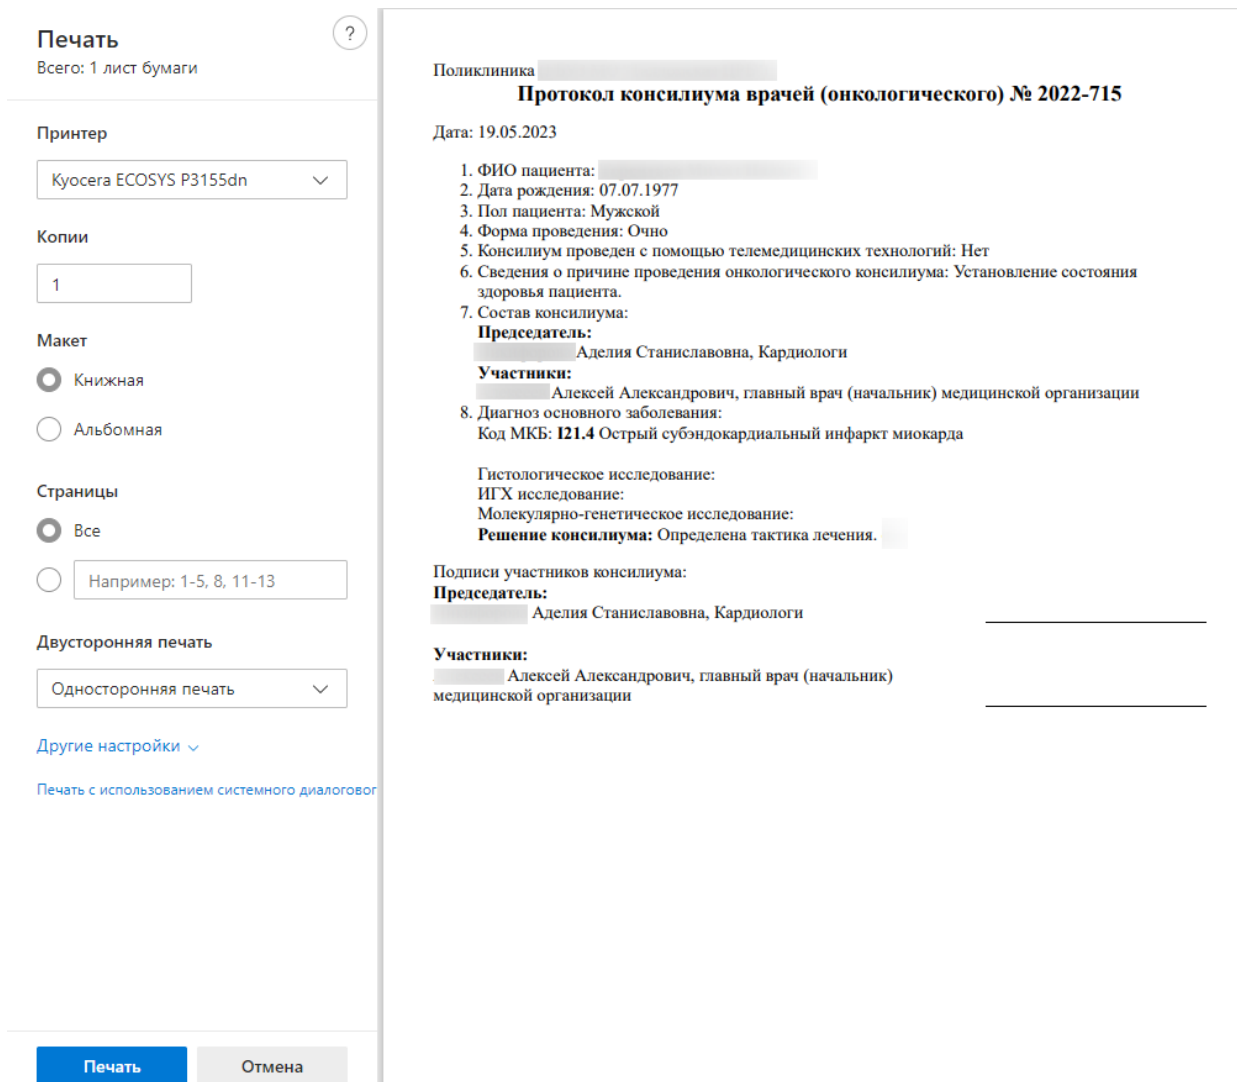 Печать
?
Всего: 1 лист бумаги
Принтер
Kyocera ECOSYS P3155dn
Копии
1
Макет
Книжная
Альбомная
Страницы
Все
Например: 1-5, 8, 11-13
Двусторонняя печать
Односторонняя печать
Другие настройки
Печать с использованием системного диалоговог
Печать
Отмена
Поликлиника
Протокол консилиума врачей (онкологического) № 2022-715
Дата: 19.05.2023
1. ФИО пациента:
2. Дата рождения: 07.07.1977
3. Пол пациента: Мужской
4. Форма проведения: Очно
5. Консилиум проведен с помощью телемедицинских технологий: Нет
6. Сведения о причине проведения онкологического консилиума: Установление состояния
здоровья пациента.
7. Состав консилиума:
Председатель:
Аделия Станиславовна, Кардиологи
Участники:
Алексей Александрович, главный врач (начальник) медицинской организации
8. Диагноз основного заболевания:
Код МКБ: I21.4 Острый субэндокардиальный инфаркт миокарда
Гистологическое исследование:
ИГХ исследование:
Молекулярно-генетическое исследование:
Решение консилиума: Определена тактика лечения.
Подписи участников консилиума:
Председатель:
Аделия Станиславовна, Кардиологи
Участники:
Алексей Александрович, главный врач (начальник)
медицинской организации